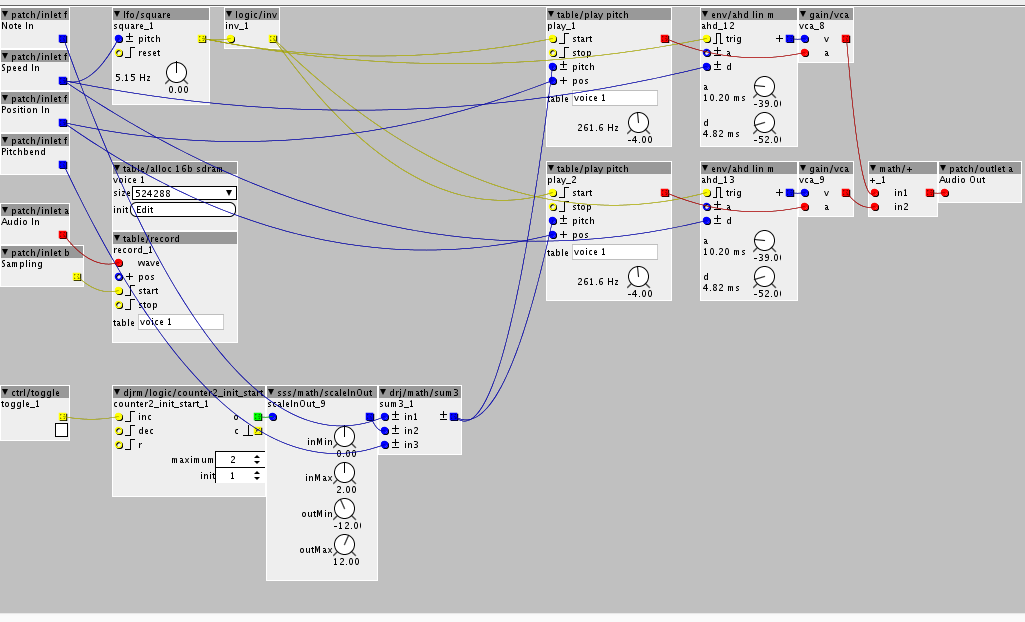 patch/inlet f
Note In
patch/inlet f
Speed In
patch/inlet f
Position In
patch/inlet f
Pitchbend
patch/inlet a
Audio In
patch/inlet b
Sampling
ctrl/toggle
toggle_1
lfo/square
square_1
pitch
reset
5.15 Hz
0.00
logic/inv
inv_1
table/alloc 16b sdram
voice 1
size 524288
init Edit
table/record
record_1
wave
+ pos
start
stop
table voice 1
djrm/logic/counter2_init_start
counter2_init_start_1
inc o
dec c
r
maximum 2
init 1
sss/math/scaleInOut
scaleInOut_9
inMin
0.00
inMax
2.00
outMin
-12.0
outMax
12.00
drj/math/sum3
sum3_1
± in1 ±
± in2
± in3
table/play pitch
play_1
start
stop
± pitch
+ pos
table voice 1
261.6 Hz
-4.00
table/play pitch
play_2
start
stop
± pitch
+ pos
table voice 1
261.6 Hz
-4.00
env/ahd lin m
ahd_12
trig +
± a
± d
a
10.20 ms
-39.0
d
4.82 ms
-52.0
gain/vca
vca_8
v
a
env/ahd lin m
ahd_13
trig +
± a
± d
a
10.20 ms
-39.0
d
4.82 ms
-52.0
gain/vca
vca_9
v
a
math/+
+_1
in1
in2
patch/outlet a
Audio Out